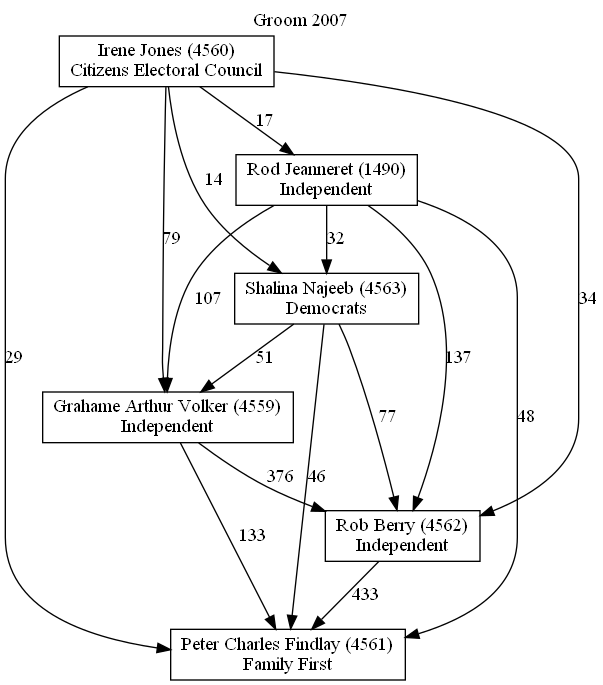 Groom 2007
Irene Jones (4560)
Citizens Electoral Council
17
Rod Jeanneret (1490)
Independent
14
79
32
107
Shalina Najeeb (4563)
Democrats
34
29
51
137
Grahame Arthur Volker (4559)
Independent
77
48
376
46
Rob Berry (4562)
Independent
133
433
Peter Charles Findlay (4561)
Family First